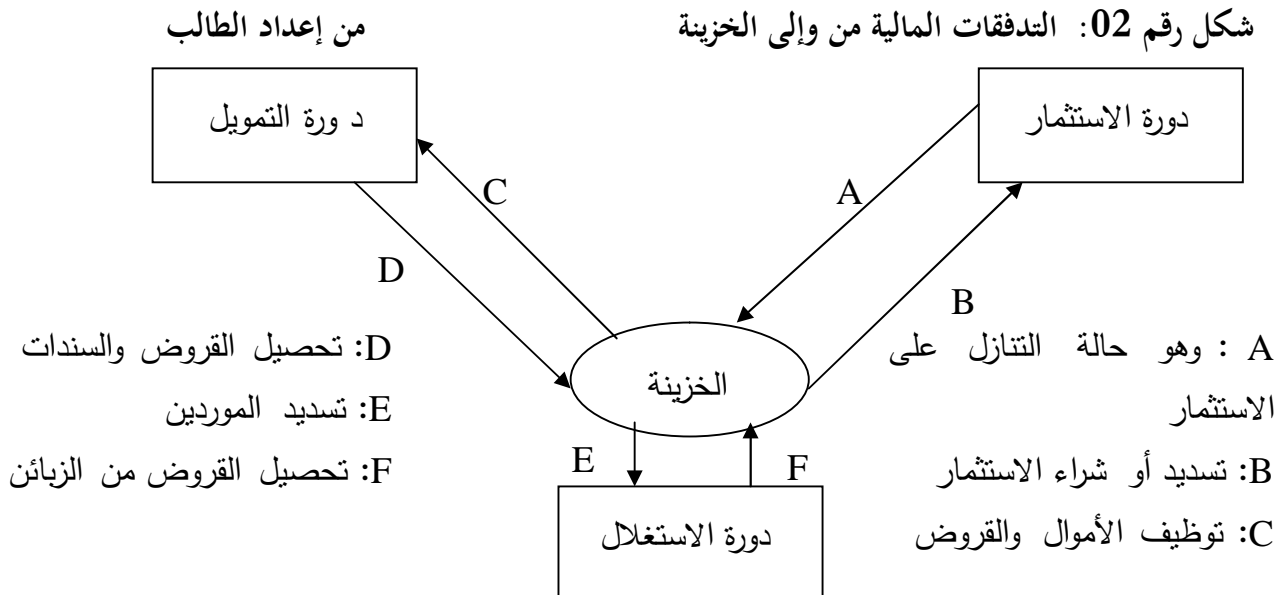 شكل رقم 02: التدفقات المالية من وإلى الخزينة من إعداد الطالب
دورة الاستثمار
د ورة التمويل
C
A
D
B
A : وهو حالة التنازل على
الاستثمار
B: تسديد أو شراء الاستثمار
C: توظيف الأموال والقروض
D: تحصيل القروض والسندات
E: تسديد الموردين
F: تحصيل القروض من الزبائن
الخزينة
E
F
دورة الاستغلال